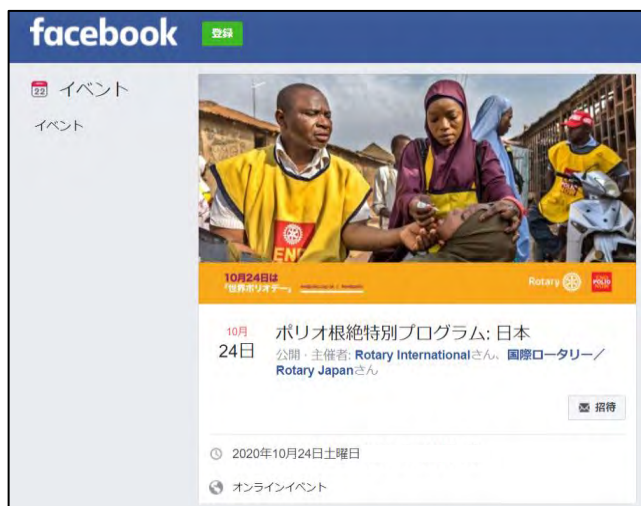 facebook
登録
22
イベント
イベント
END
10月24日は
「世界ポリオデー」
Rotary
END
POLIO
NOW
10月
24日
ポリオ根絶特別プログラム: 日本
公開・主催者: Rotary Internationalさん、国際ロータリー／
Rotary Japanさん
招待
2020年10月24日土曜日
オンラインイベント